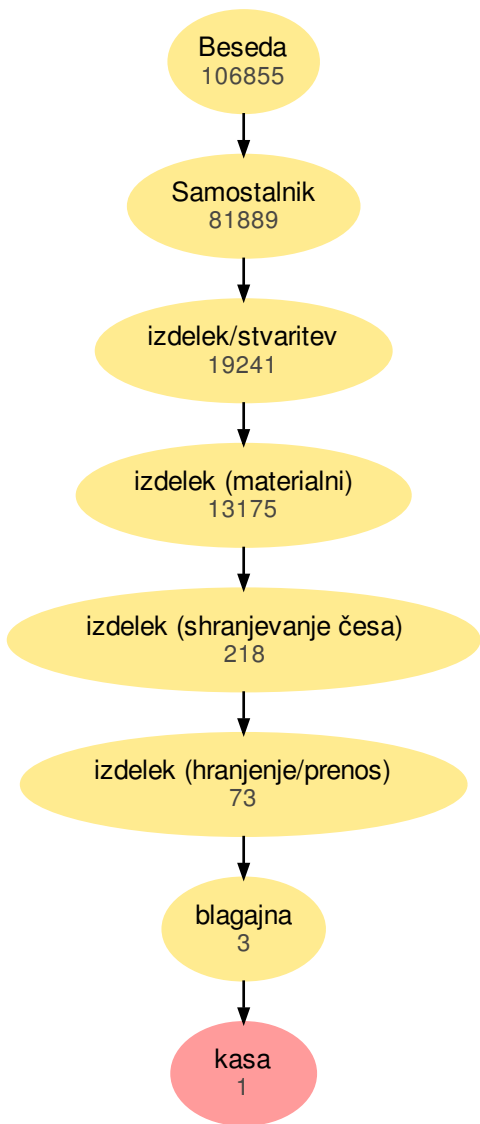 Beseda
106855
Samostalnik
81889
izdelek/stvaritev
19241
izdelek (materialni)
13175
izdelek (shranjevanje česa)
218
izdelek (hranjenje/prenos)
73
blagajna
3
kasa
1